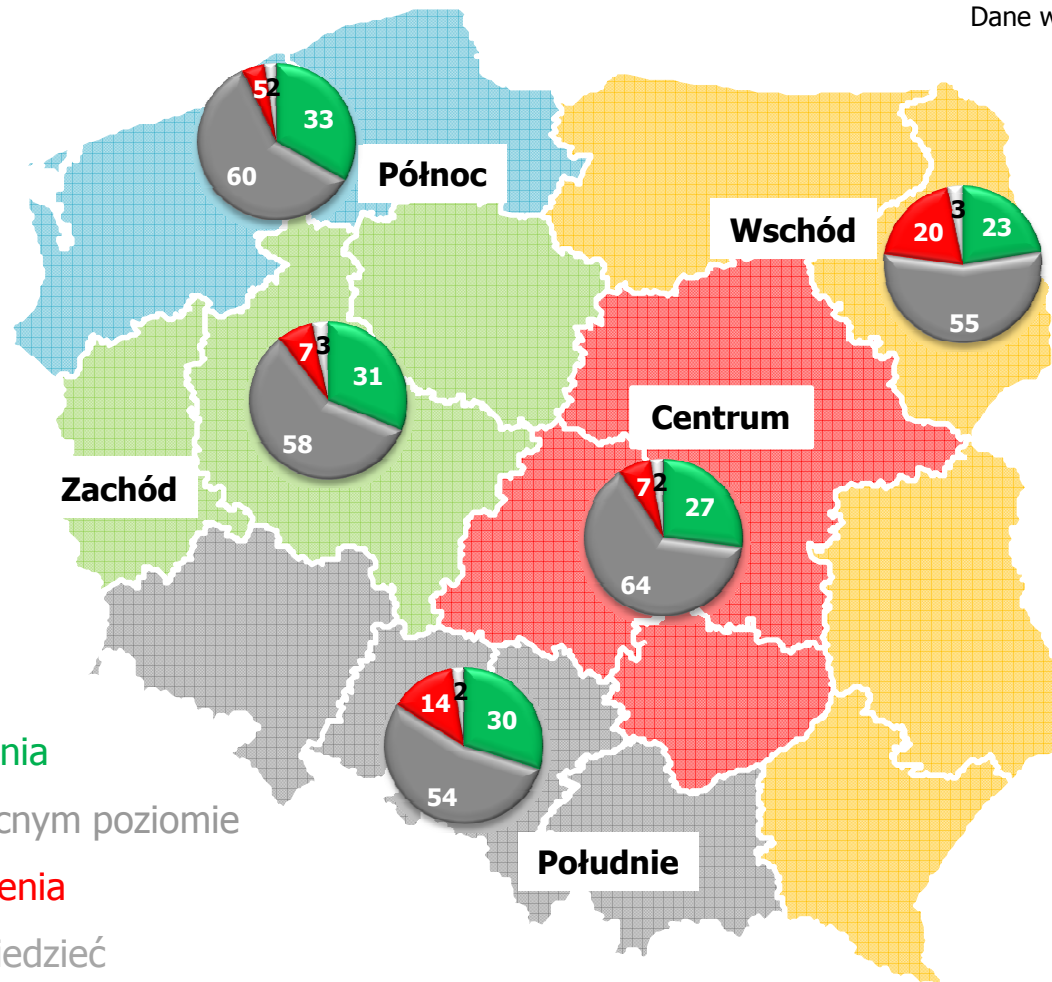 Dane w
5 2 33
60
Północ
Wschód
20 3 23
55
7 3 31
58
Centrum
Zachód
7 2 27
64
14 2 30
54
nia
cnym poziomie
Południe
enia
iedzieć